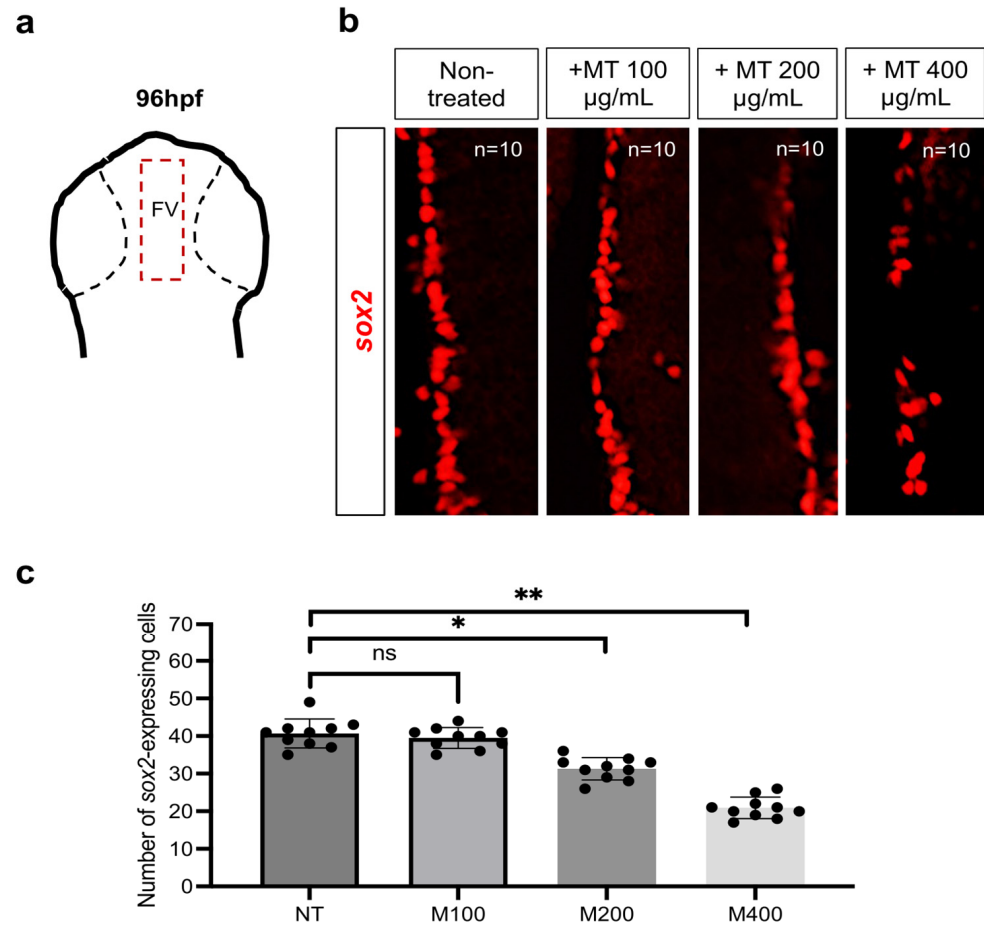 a
96hpf
FV
b
Non-
treated
+MT 100
µg/mL
+ MT 200
µg/mL
+ MT 400
µg/mL
sox2
n=10
n=10
n=10
n=10
c
Number of sox2-expressing cells
70
60
50
40
30
20
10
0
**
*
ns
NT
M100
M200
M400